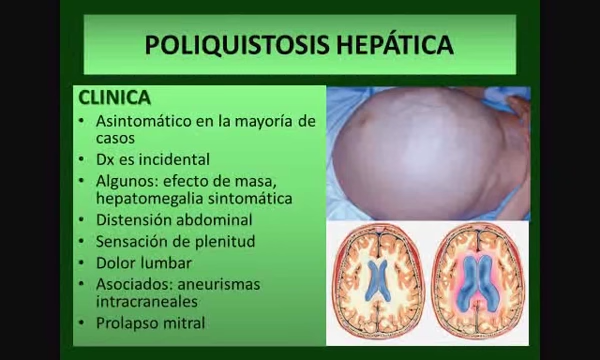 POLIQUISTOSIS HEPÁTICA
CLINICA
• Asintomático en la mayoría de
casos
• Dx es incidental
• Algunos: efecto de masa,
hepatomegalia sintomática
• Distensión abdominal
• Sensación de plenitud
• Dolor lumbar
• Asociados: aneurismas
intracraneales
• Prolapso mitral